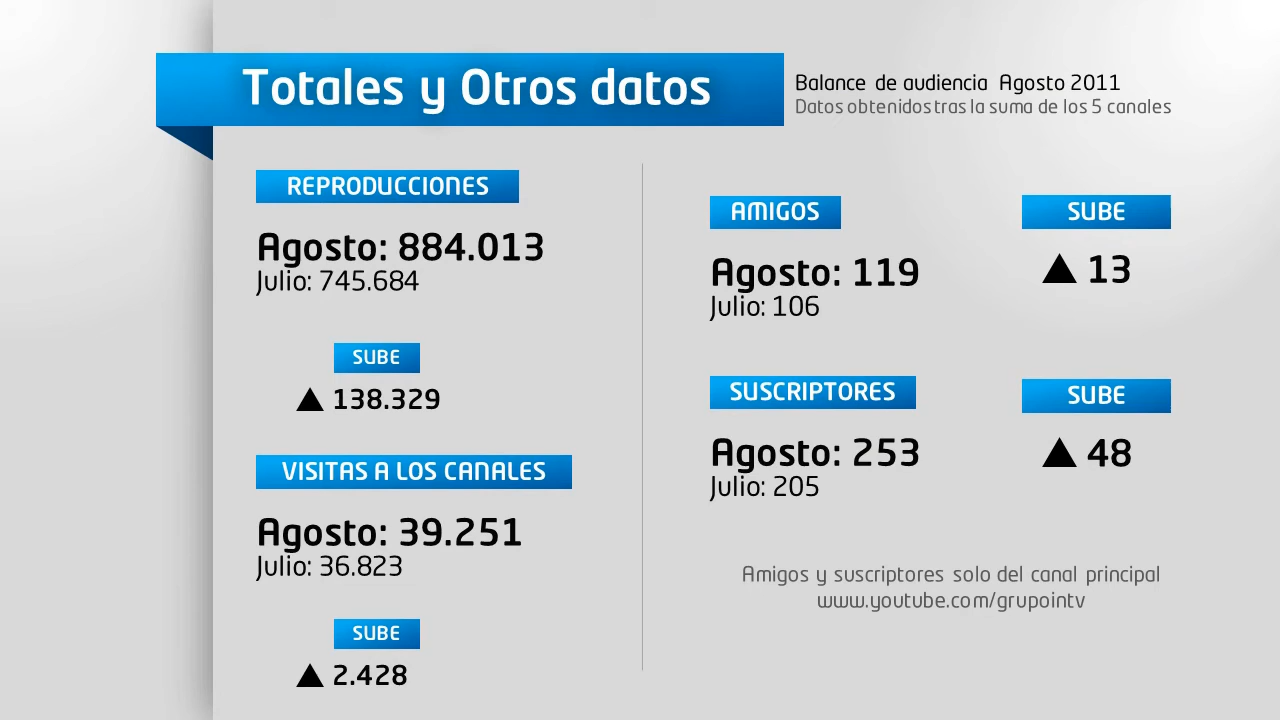 Totales y Otros datos
Balance de audiencia Agosto 2011
Datos obtenidos tras la suma de los 5 canales
REPRODUCCIONES
Agosto: 884.013
Julio: 745.684
SUBE
▲ 138.329
VISITAS A LOS CANALES
Agosto: 39.251
Julio: 36.823
SUBE
▲ 2.428
AMIGOS
Agosto: 119
Julio: 106
SUBE
▲ 13
SUSCRIPTORES
Agosto: 253
Julio: 205
SUBE
▲ 48
Amigos y suscriptores solo del canal principal
www.youtube.com/grupointv